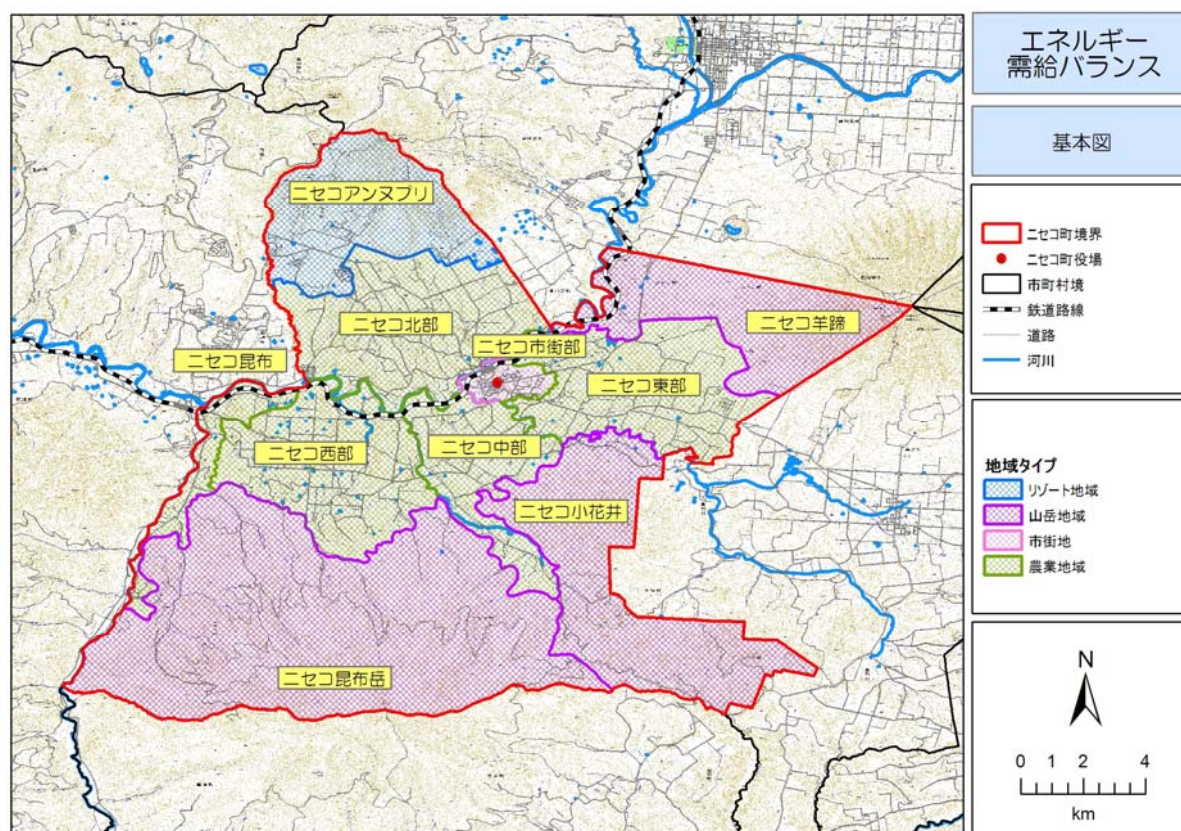 エネルギー
需給バランス
基本図
ニセコアンヌプリ
ニセコ北部
ニセコ羊蹄
ニセコ市街部
ニセコ昆布
ニセコ東部
ニセコ西部
ニセコ中部
ニセコ小花井
ニセコ昆布岳
ニセコ町境界
ニセコ町役場
市町村境
鉄道路線
道路
河川
地域タイプ
リゾート地域
山岳地域
市街地
農業地域
N
0 1 2 4
km